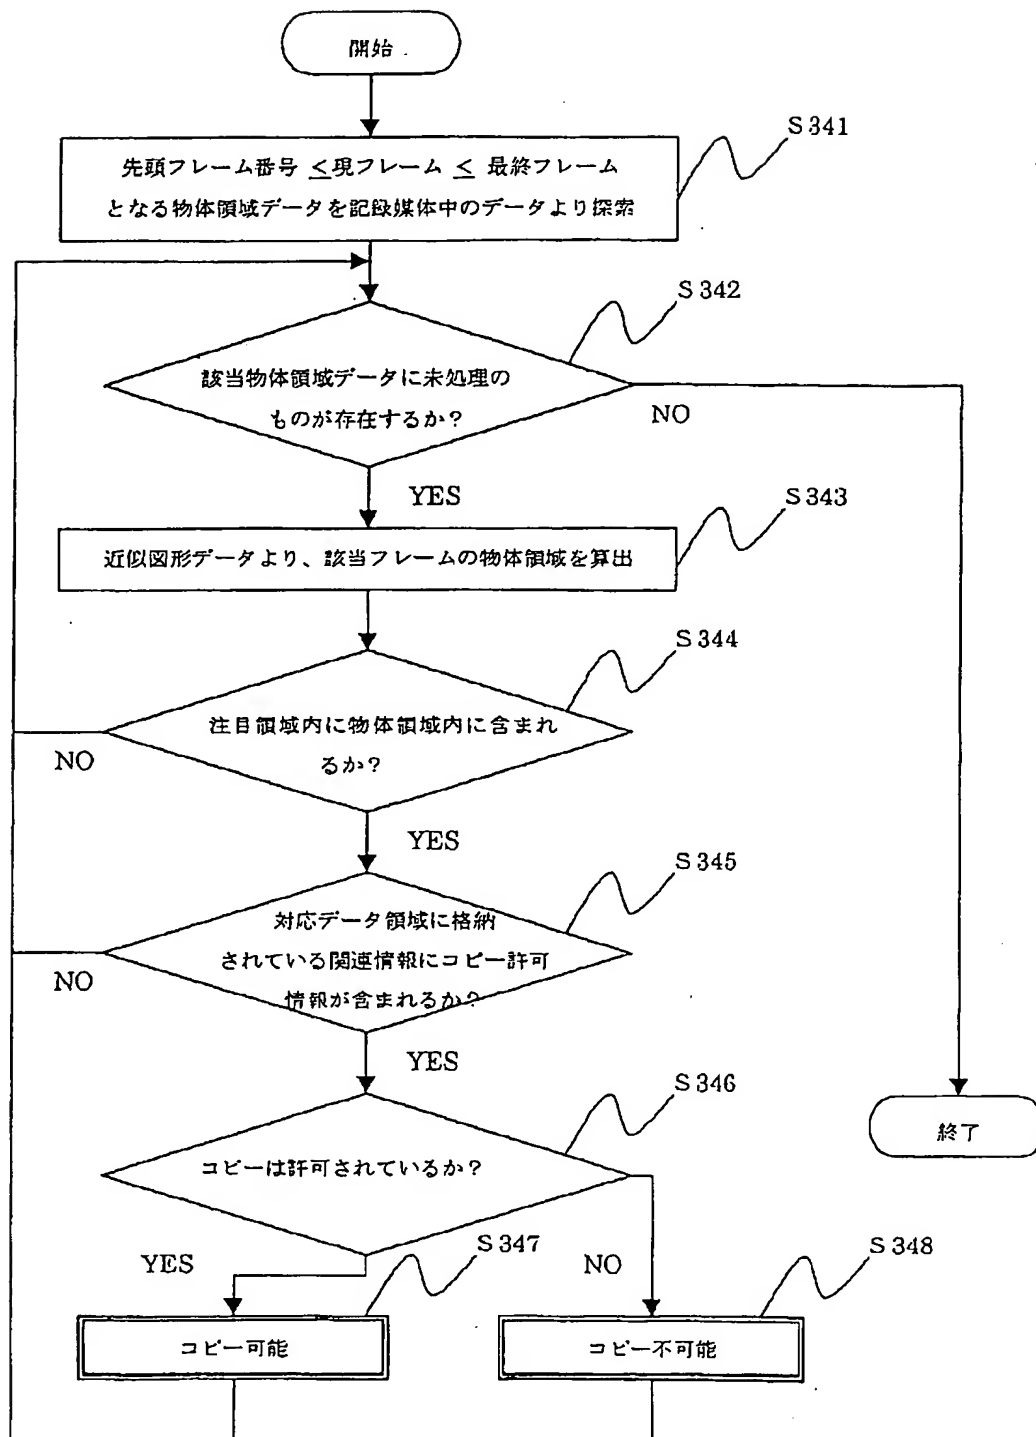 開始
S341
先頭フレーム番号 ≤現フレーム ≤ 最終フレーム
となる物体領域データを記録媒体中のデータより探索
S342
該当物体領域データに未処理の
ものが存在するか?
NO
YES
S343
近似図形データより、該当フレームの物体領域を算出
S344
注目領域内に物体領域内に含まれ
るか?
NO
YES
S345
対応データ領域に格納
されている関連情報にコピー許可
情報が含まれるか?
NO
YES
S346
コピーは許可されているか?
終了
YES
S347
NO
S348
コピー可能
コピー不可能